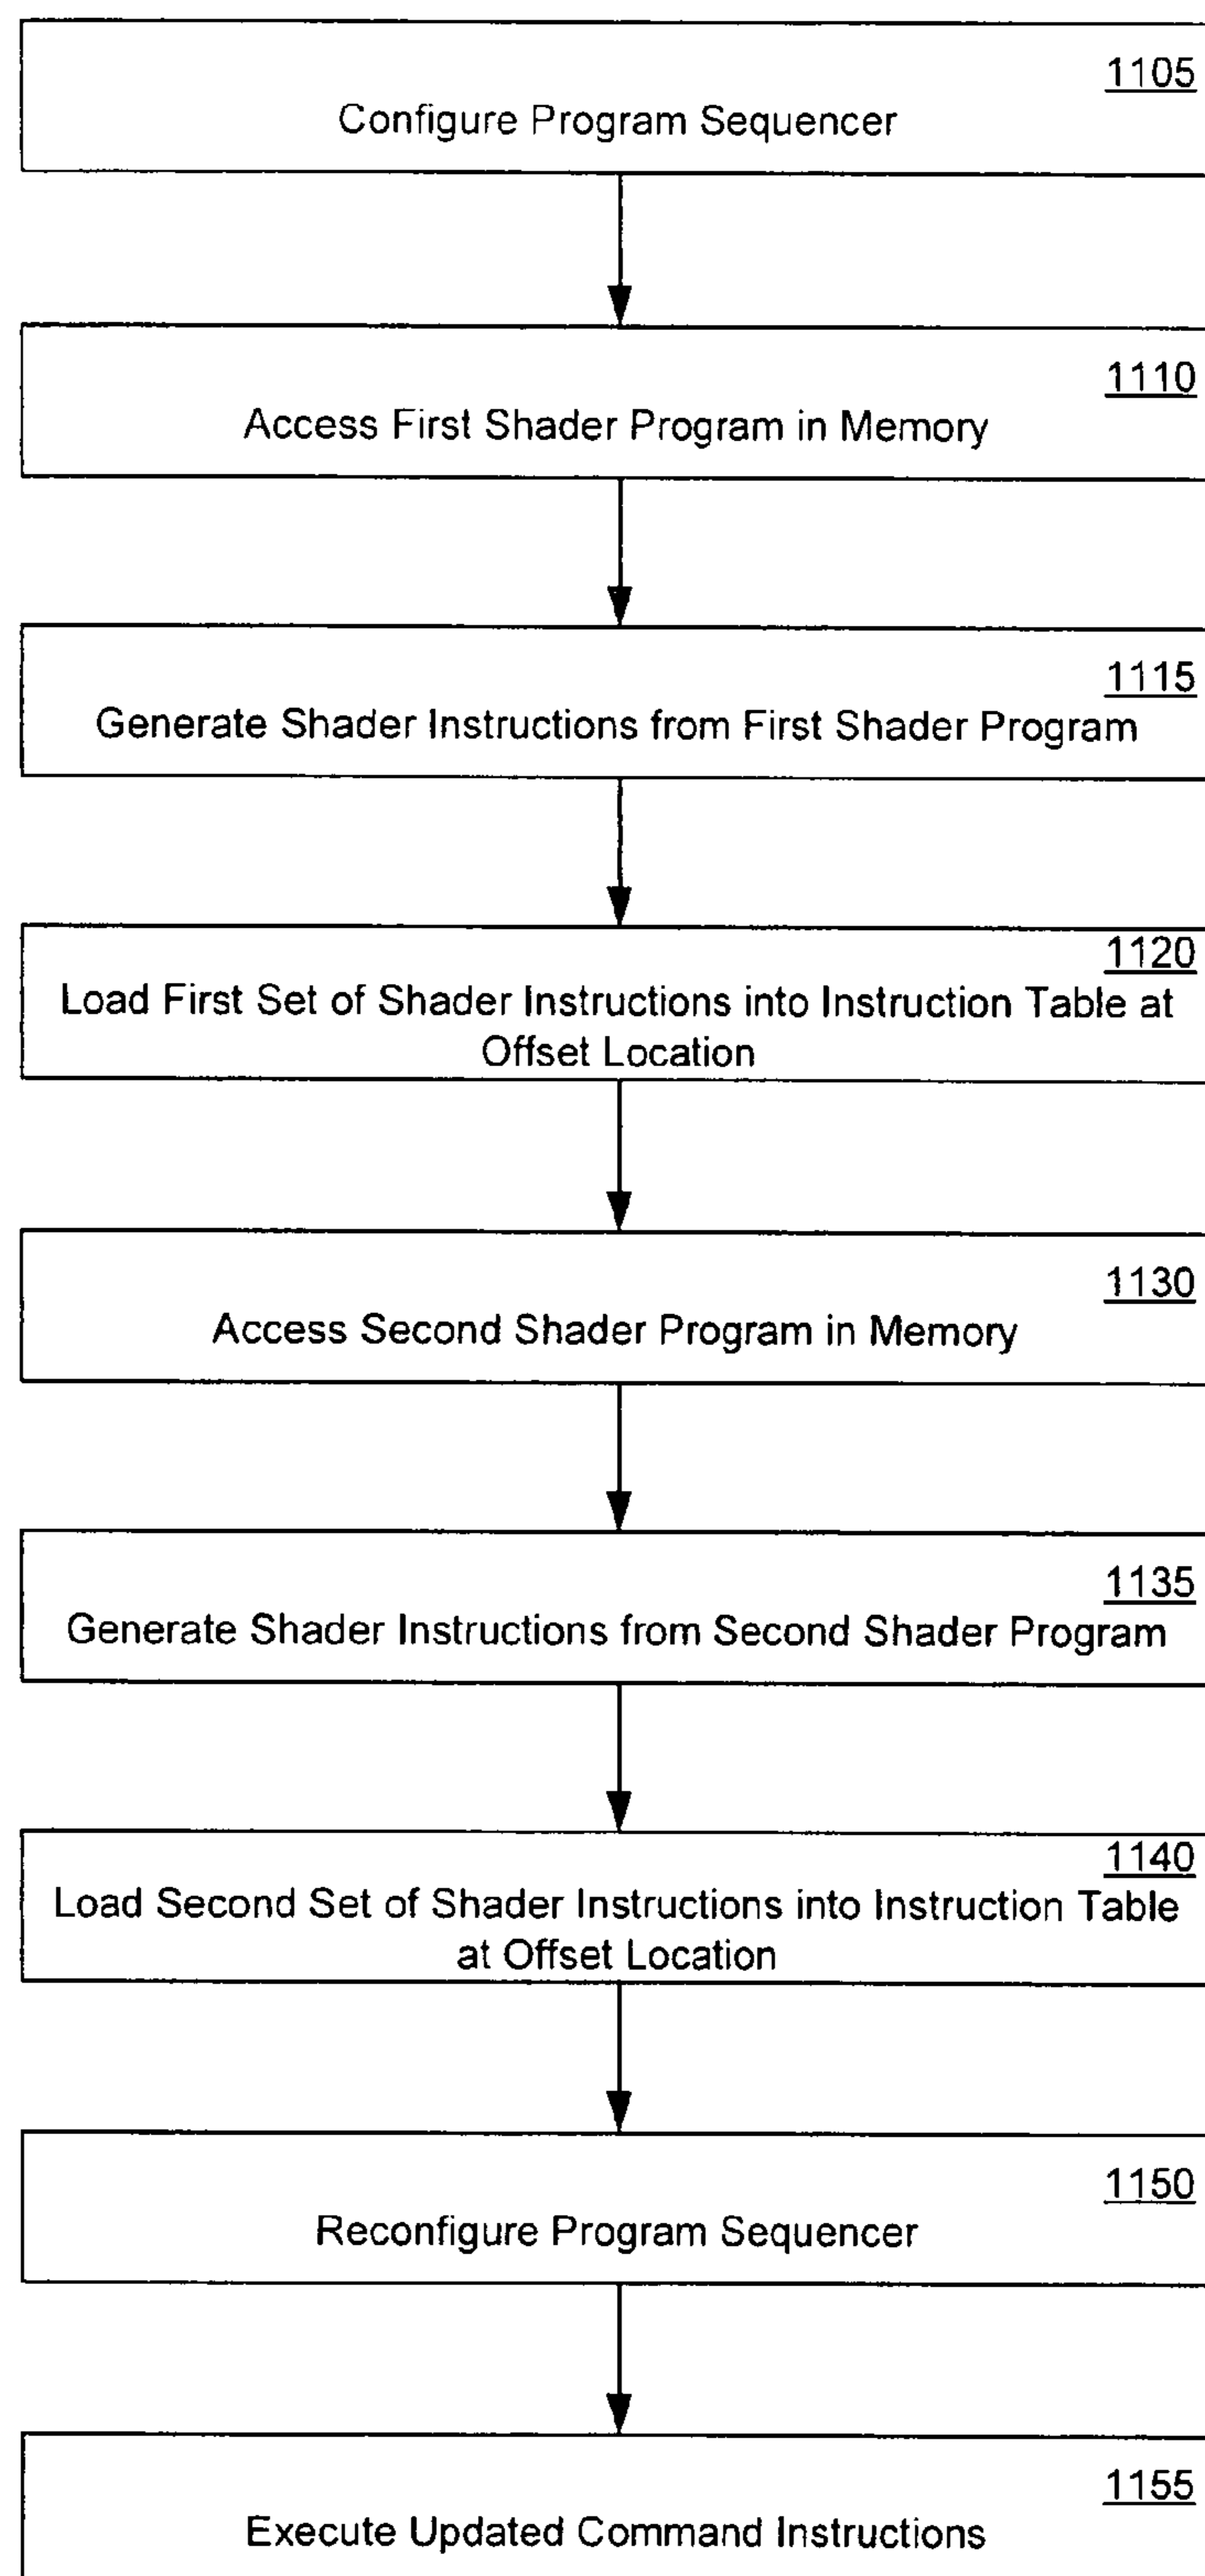 1105
Configure Program Sequencer
1110
Access First Shader Program in Memory
1115
Generate Shader Instructions from First Shader Program
1120
Load First Set of Shader Instructions into Instruction Table at
Offset Location
1130
Access Second Shader Program in Memory
1135
Generate Shader Instructions from Second Shader Program
1140
Load Second Set of Shader Instructions into Instruction Table
at Offset Location
1150
Reconfigure Program Sequencer
1155
Execute Updated Command Instructions